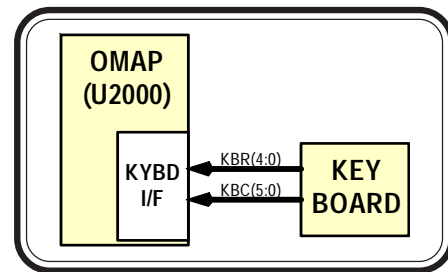 OMAP
(U2000)
KYBD
I/F
KBR(4:0)
KBC(5:0)
KEY
BOARD